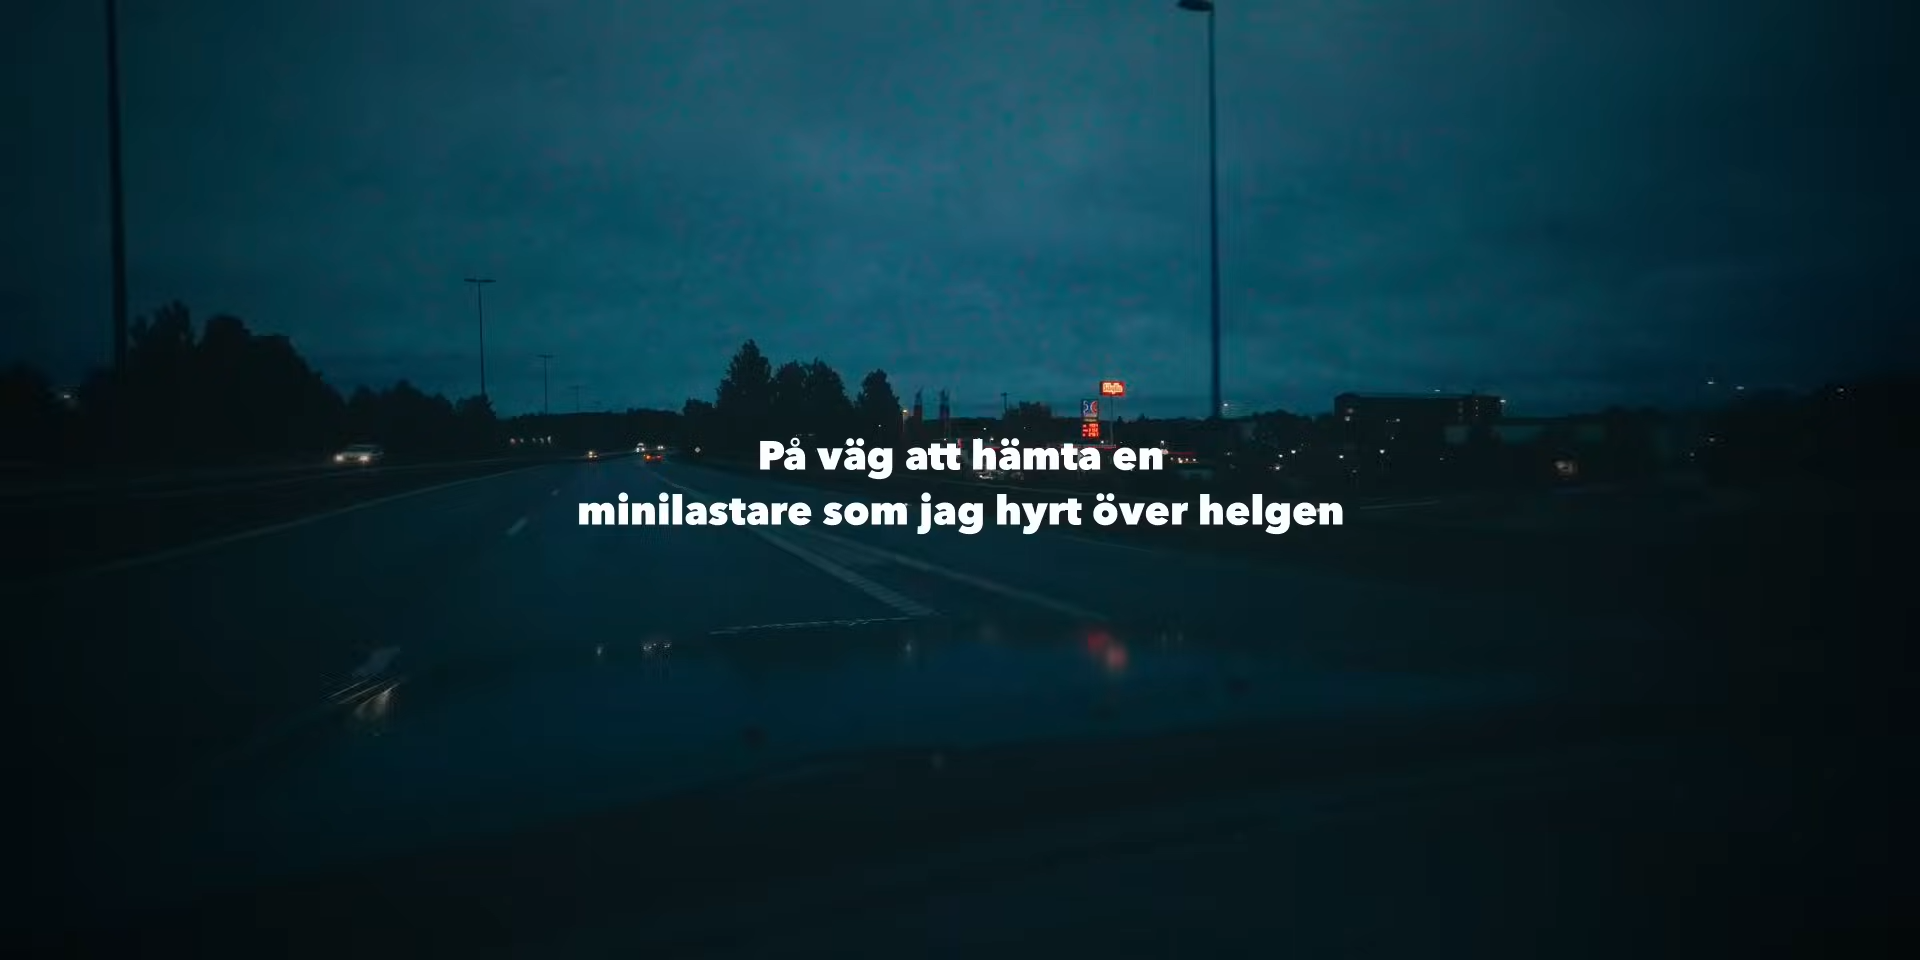 På väg att hämta en
minilastare som jag hyrt över helgen